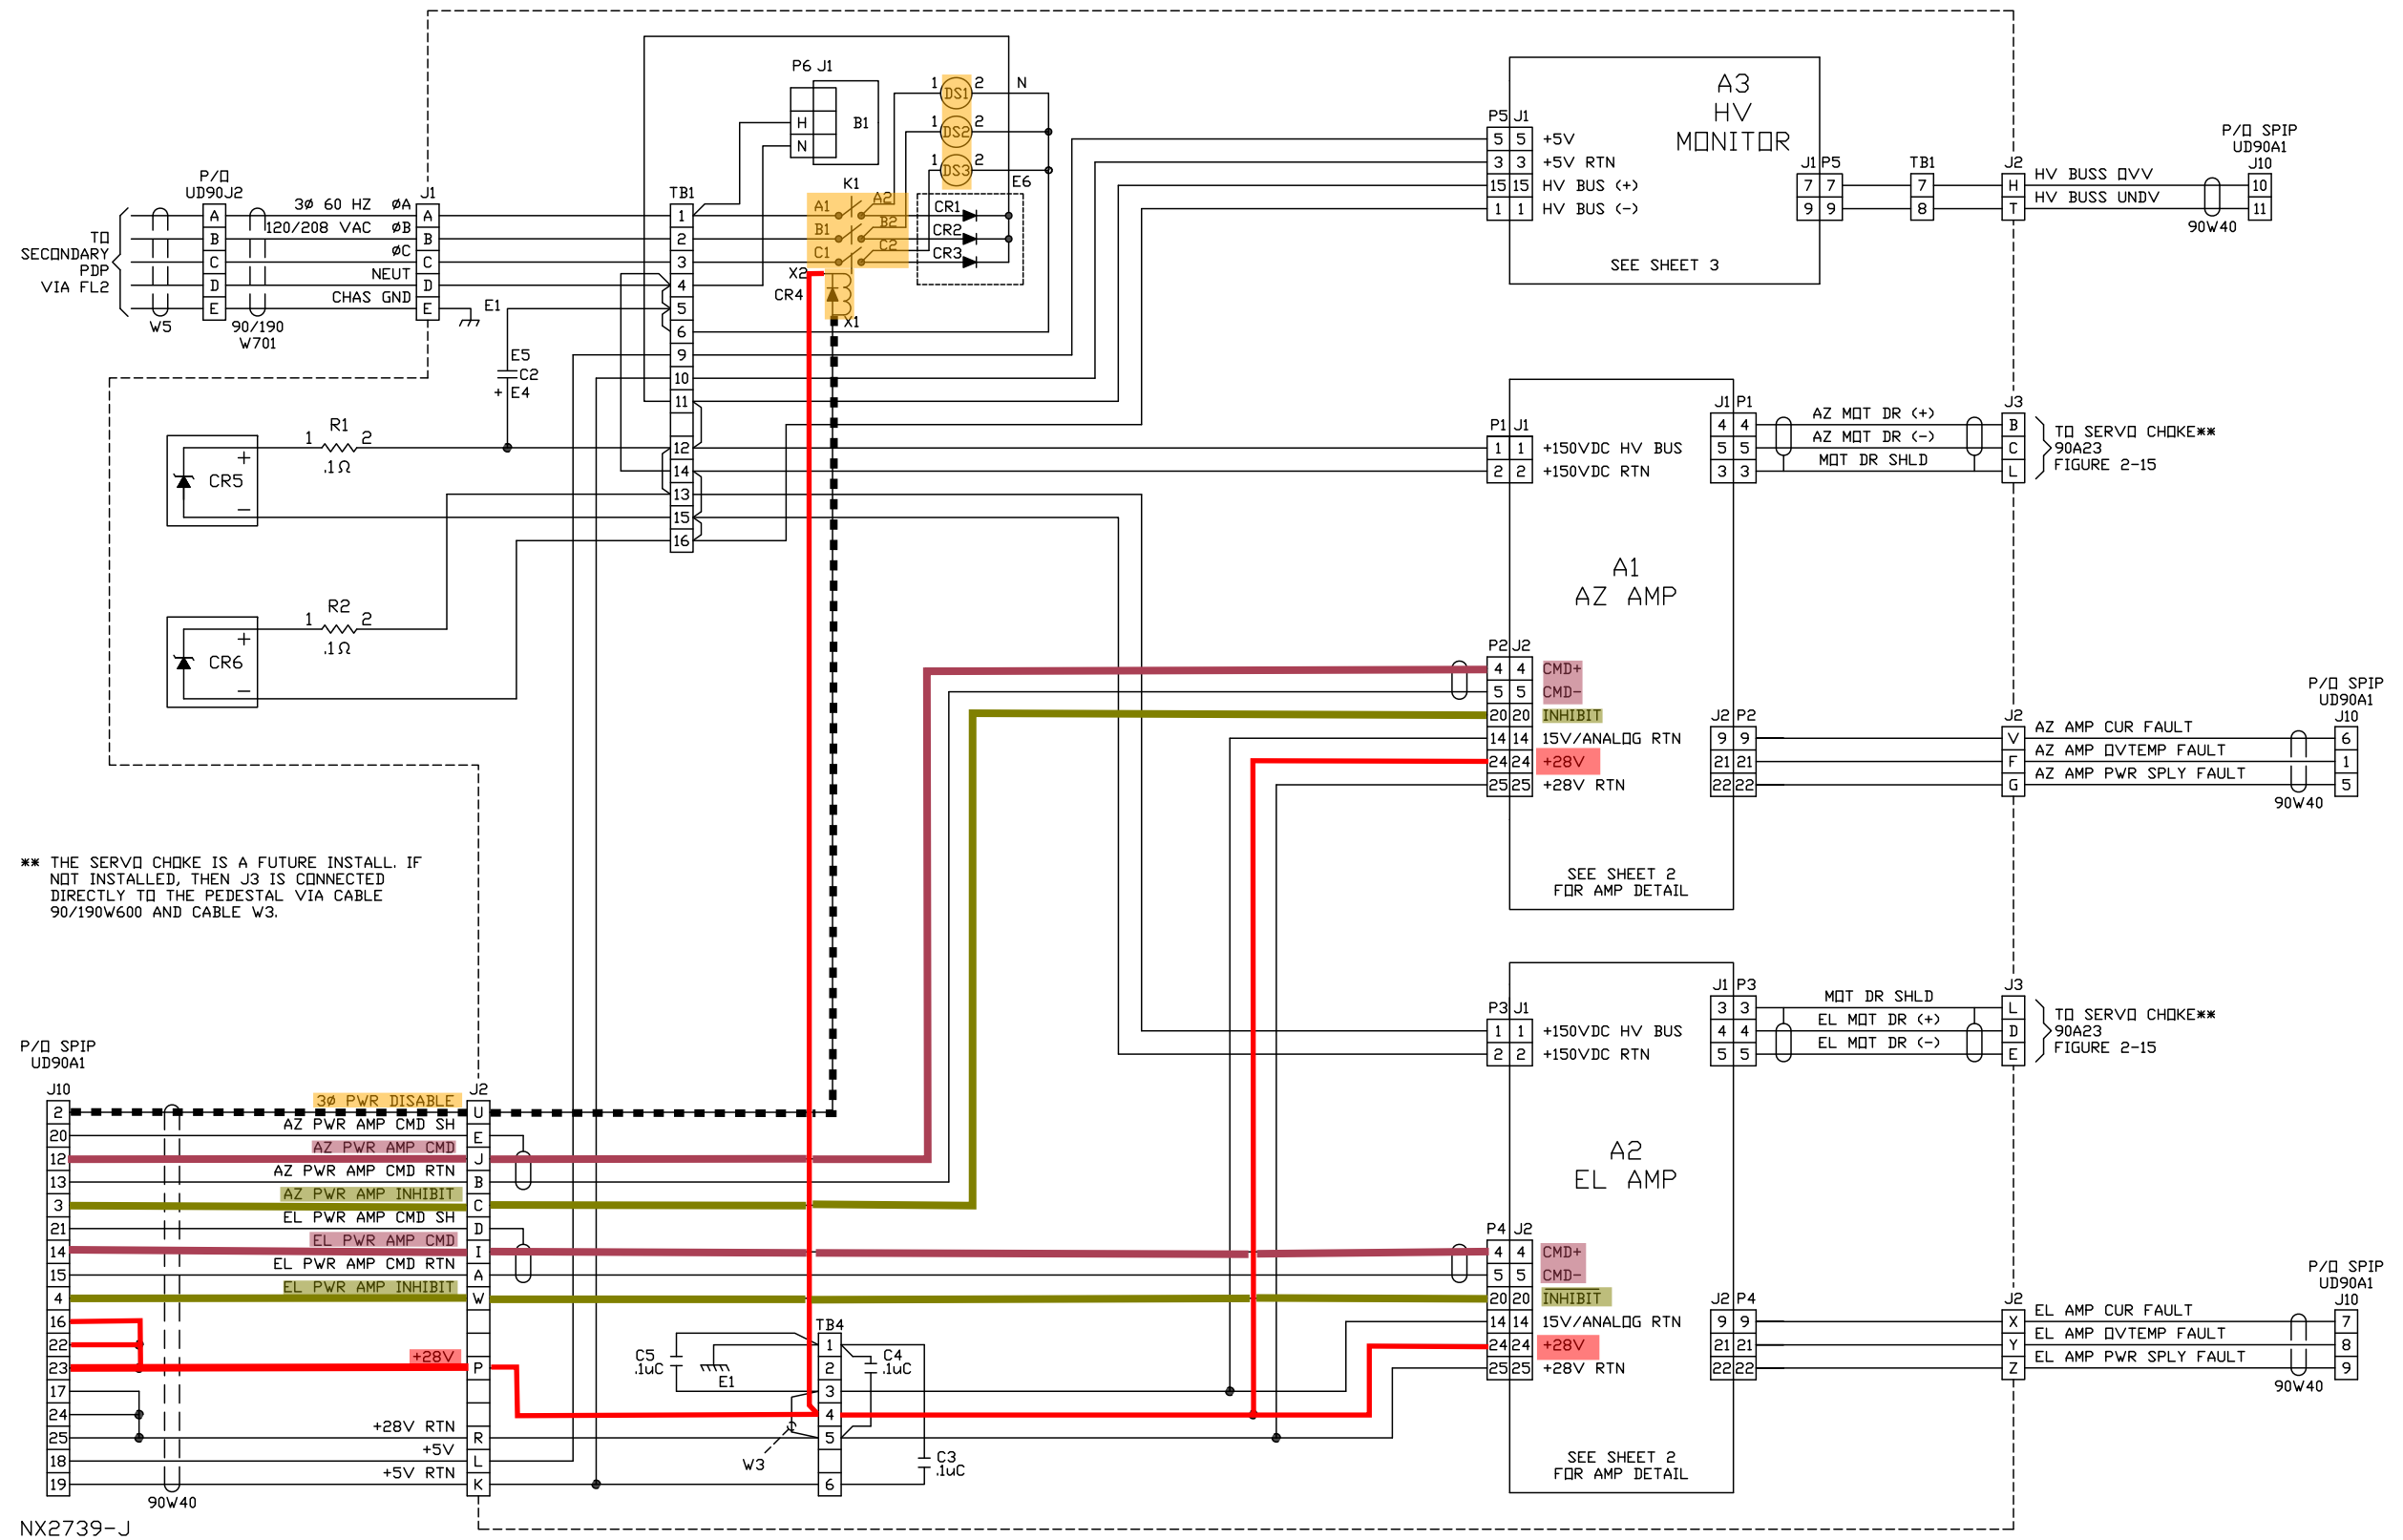 P6 J1
H
N
B1
1 DS1 2 N
1 DS2 2
1 DS3 2
E6
K1
A1 A2
B1 B2
C1 C2
CR1
CR2
CR3
X2
CR4
X1
P/O
UD90J2
J1
TO
SECONDARY
PDP
VIA FL2
A 3Ø 60 HZ ØA A
B 120/208 VAC ØB B
C ØC C
D NEUT D
E CHAS GND E
W5
90/190
W701
E1
E5
C2
+ E4
TB1
1
2
3
4
5
6
9
10
11
12
14
13
15
16
CR5
+
-
R1
1 2
.1Ω
CR6
+
-
R2
1 2
.1Ω
A3
HV
MONITOR
P5 J1
5 5 +5V
3 3 +5V RTN
15 15 HV BUS (+)
1 1 HV BUS (-)
SEE SHEET 3
J1 P5
7 7
9 9
TB1
7
8
J2
H HV BUSS OVV
T HV BUSS UNDV
P/O SPIP
UD90A1
J10
10
11
90W40
P1 J1
1 1 +150VDC HV BUS
2 2 +150VDC RTN
A1
AZ AMP
J1 P1
4 4 AZ MOT DR (+)
5 5 AZ MOT DR (-)
3 3 MOT DR SHLD
J3
B
C
L
TO SERVO CHOKE**
90A23
FIGURE 2-15
P2 J2
4 4 CMD+
5 5 CMD-
20 20 INHIBIT
14 14 15V/ANALOG RTN
24 24 +28V
25 25 +28V RTN
SEE SHEET 2
FOR AMP DETAIL
J2 P2
9 9
21 21
22 22
J2
V AZ AMP CUR FAULT
F AZ AMP OVTEMP FAULT
G AZ AMP PWR SPLY FAULT
P/O SPIP
UD90A1
J10
6
1
5
90W40
** THE SERVO CHOKE IS A FUTURE INSTALL. IF
NOT INSTALLED, THEN J3 IS CONNECTED
DIRECTLY TO THE PEDESTAL VIA CABLE
90/190W600 AND CABLE W3.
P3 J1
1 1 +150VDC HV BUS
2 2 +150VDC RTN
A2
EL AMP
J1 P3
3 3 MOT DR SHLD
4 4 EL MOT DR (+)
5 5 EL MOT DR (-)
J3
L
D
E
TO SERVO CHOKE**
90A23
FIGURE 2-15
P4 J2
4 4 CMD+
5 5 CMD-
20 20 INHIBIT
14 14 15V/ANALOG RTN
24 24 +28V
25 25 +28V RTN
SEE SHEET 2
FOR AMP DETAIL
J2 P4
9 9
21 21
22 22
J2
X EL AMP CUR FAULT
Y EL AMP OVTEMP FAULT
Z EL AMP PWR SPLY FAULT
P/O SPIP
UD90A1
J10
7
8
9
90W40
P/O SPIP
UD90A1
J10 J2
2 3Ø PWR DISABLE U
20 AZ PWR AMP CMD SH E
12 AZ PWR AMP CMD J
13 AZ PWR AMP CMD RTN B
3 AZ PWR AMP INHIBIT C
21 EL PWR AMP CMD SH D
14 EL PWR AMP CMD I
15 EL PWR AMP CMD RTN A
4 EL PWR AMP INHIBIT W
16
22
23 +28V P
17
24
25 +28V RTN R
18 +5V L
19 +5V RTN K
90W40
TB4
1
2
3
4
5
6
C5
.1uC
E1
C4
.1uC
C3
.1uC
W3
NX2739-J